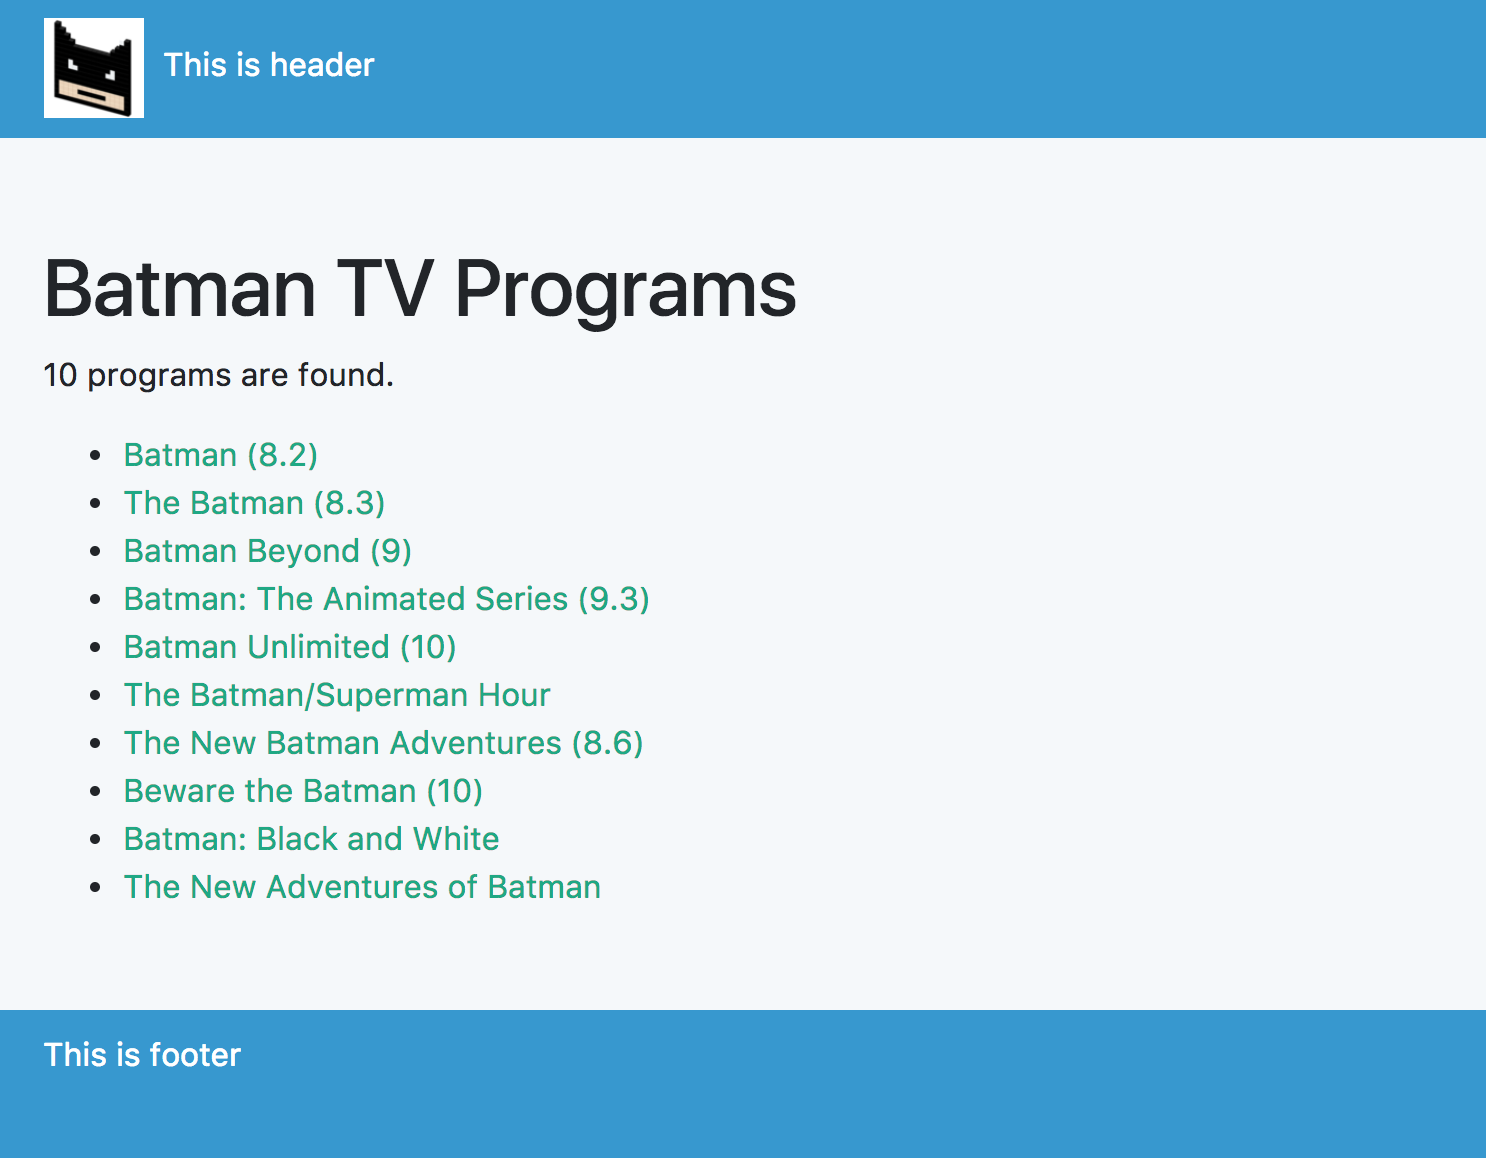 This is header
Batman TV Programs
10 programs are found.
Batman (8.2)
The Batman (8.3)
Batman Beyond (9)
Batman: The Animated Series (9.3)
Batman Unlimited (10)
The Batman/Superman Hour
The New Batman Adventures (8.6)
Beware the Batman (10)
Batman: Black and White
The New Adventures of Batman
This is footer